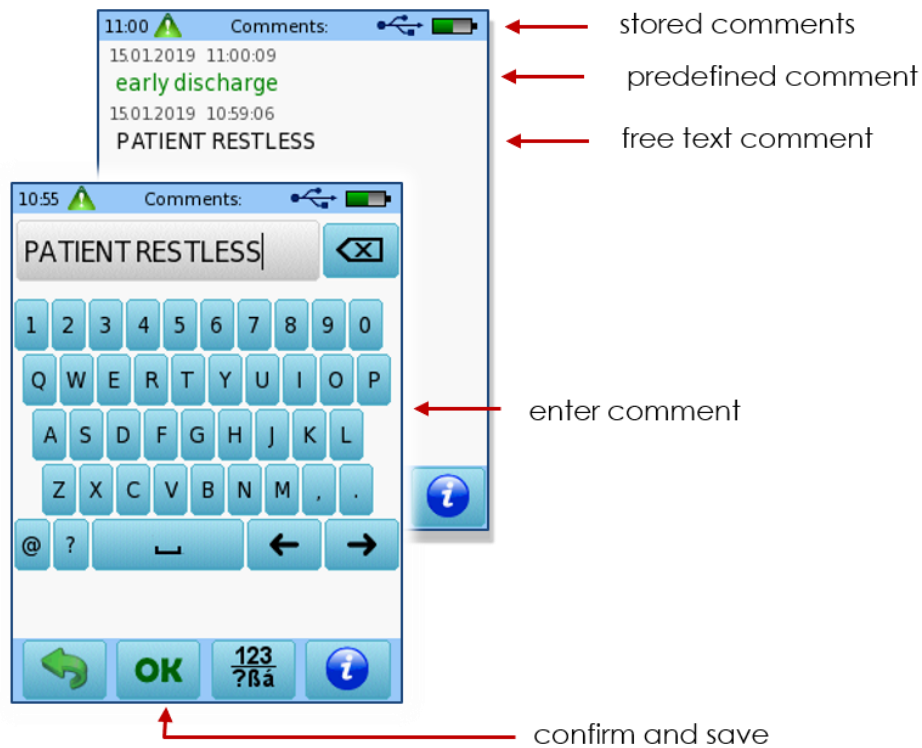 11:00 Comments:
stored comments
15.01.2019 11:00:09
early discharge
predefined comment
15.01.2019 10:59:06
PATIENT RESTLESS
free text comment
10:55 Comments:
PATIENT RESTLESS
1 2 3 4 5 6 7 8 9 0
Q W E R T Y U I O P
enter comment
A S D F G H J K L
Z X C V B N M , .
i
@ ?
OK 123 i
?ßá
confirm and save